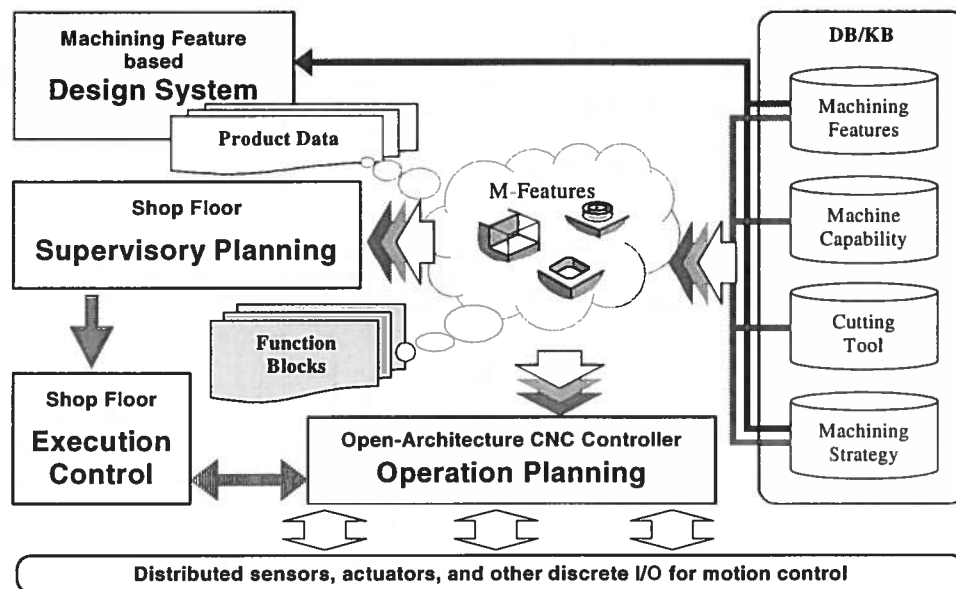 Machining Feature
based
Design System
Product Data
Shop Floor
Supervisory Planning
Function
Blocks
Shop Floor
Execution
Control
M-Features
Open-Architecture CNC Controller
Operation Planning
DB/KB
Machining
Features
Machine
Capability
Cutting
Tool
Machining
Strategy
Distributed sensors, actuators, and other discrete I/O for motion control